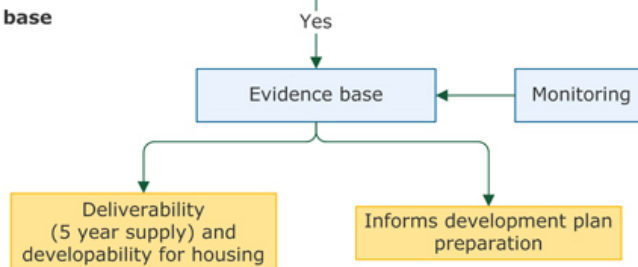 base
Yes
Evidence base
Monitoring
Deliverability
(5 year supply) and
developability for housing
Informs development plan
preparation